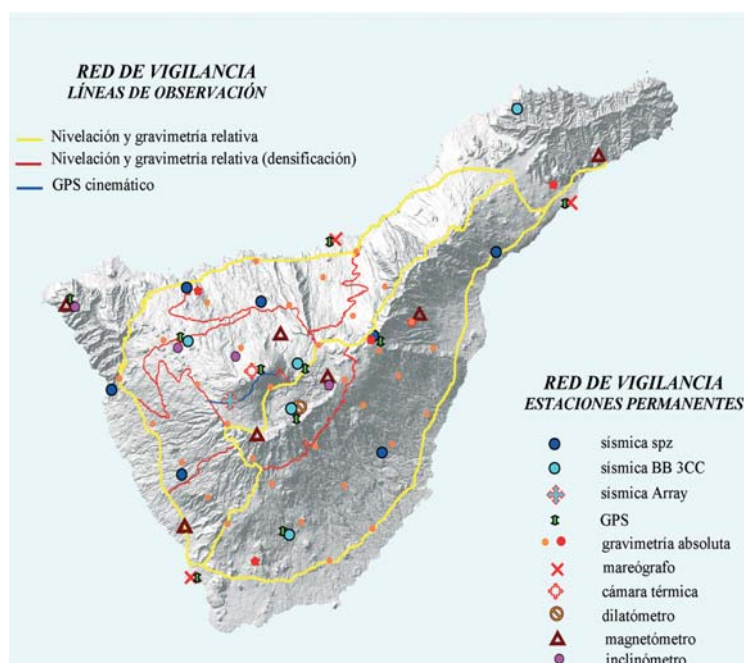 RED DE VIGILANCIA
LÍNEAS DE OBSERVACIÓN
Nivelación y gravimetría relativa
Nivelación y gravimetría relativa (densificación)
GPS cinemático
RED DE VIGILANCIA
ESTACIONES PERMANENTES
sísmica spz
sísmica BB 3CC
sísmica Array
GPS
gravimetría absoluta
mareógrafo
cámara térmica
dilatómetro
magnetómetro
inclinómetro